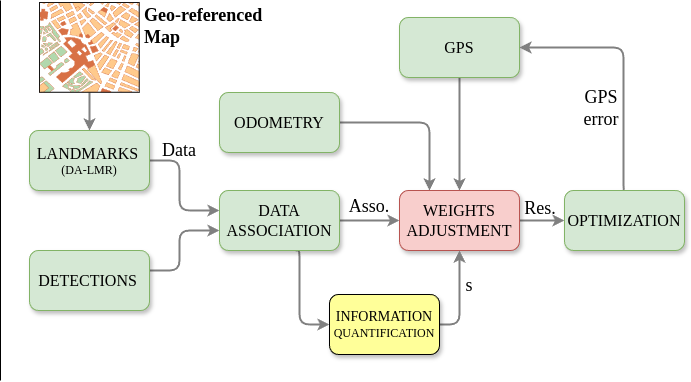 Geo-referenced
Map
GPS
GPS
error
ODOMETRY
LANDMARKS
(DA-LMR)
Data
DATA
ASSOCIATION
Asso.
WEIGHTS
ADJUSTMENT
Res.
OPTIMIZATION
DETECTIONS
s
INFORMATION
QUANTIFICATION